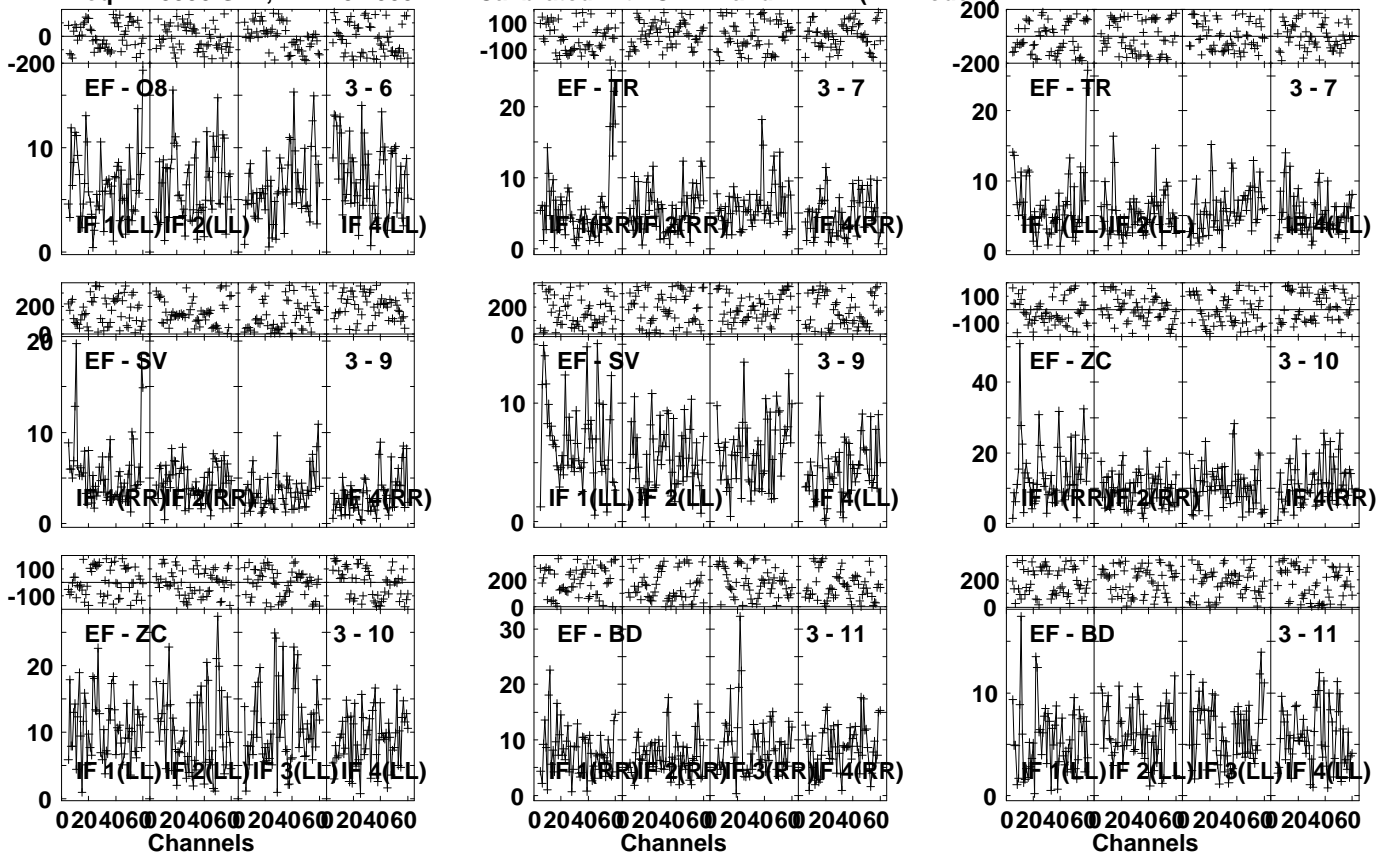 0 100 200
-100
-200 -200
EF - O8 3 - 6 EF - TR 3 - 7 EF - TR 3 - 7
20 20
10 10 10
IF 1(LL) IF 2(LL) IF 4(LL) IF 1(RR) IF 2(RR) IF 4(RR) IF 1(LL) IF 2(LL) IF 4(LL)
0 0 0
200 200 100
0 0 -100
20
EF - SV 3 - 9 EF - SV 3 - 9 EF - ZC 3 - 10
40
10 10 20
IF 1(RR) IF 2(RR) IF 4(RR) IF 1(LL) IF 2(LL) IF 4(LL) IF 1(RR) IF 2(RR) IF 4(RR)
0 0 0
100 200 200
-100 0 0
EF - ZC 3 - 10 EF - BD 3 - 11 EF - BD 3 - 11
30
20 20
10 10 10
IF 1(LL) IF 2(LL) IF 3(LL) IF 4(LL) IF 1(RR) IF 2(RR) IF 3(RR) IF 4(RR) IF 1(LL) IF 2(LL) IF 3(LL) IF 4(LL)
0 0 0
0 20 40 60 0 20 40 60 0 20 40 60 0 20 40 60 0 20 40 60 0 20 40 60 0 20 40 60 0 20 40 60 0 20 40 60 0 20 40 60 0 20 40 60 0 20 40 60
Channels Channels Channels